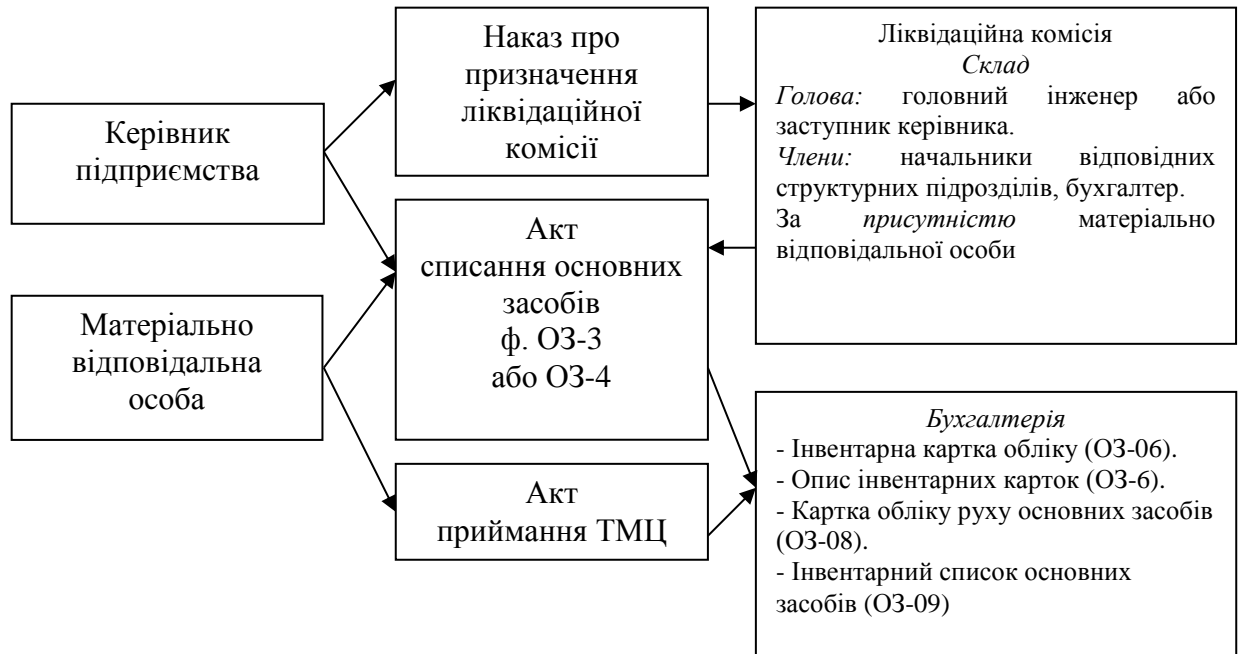 Керівник
підприємства
Матеріально
відповідальна
особа
Наказ про
призначення
ліквідаційної
комісії
Акт
списання основних
засобів
ф. ОЗ-3
або ОЗ-4
Акт
приймання ТМЦ
Ліквідаційна комісія
Склад
Голова: головний інженер або
заступник керівника.
Члени: начальники відповідних
структурних підрозділів, бухгалтер.
За присутністю матеріально
відповідальної особи
Бухгалтерія
- Інвентарна картка обліку (ОЗ-06).
- Опис інвентарних карток (ОЗ-6).
- Картка обліку руху основних засобів
(ОЗ-08).
- Інвентарний список основних
засобів (ОЗ-09)